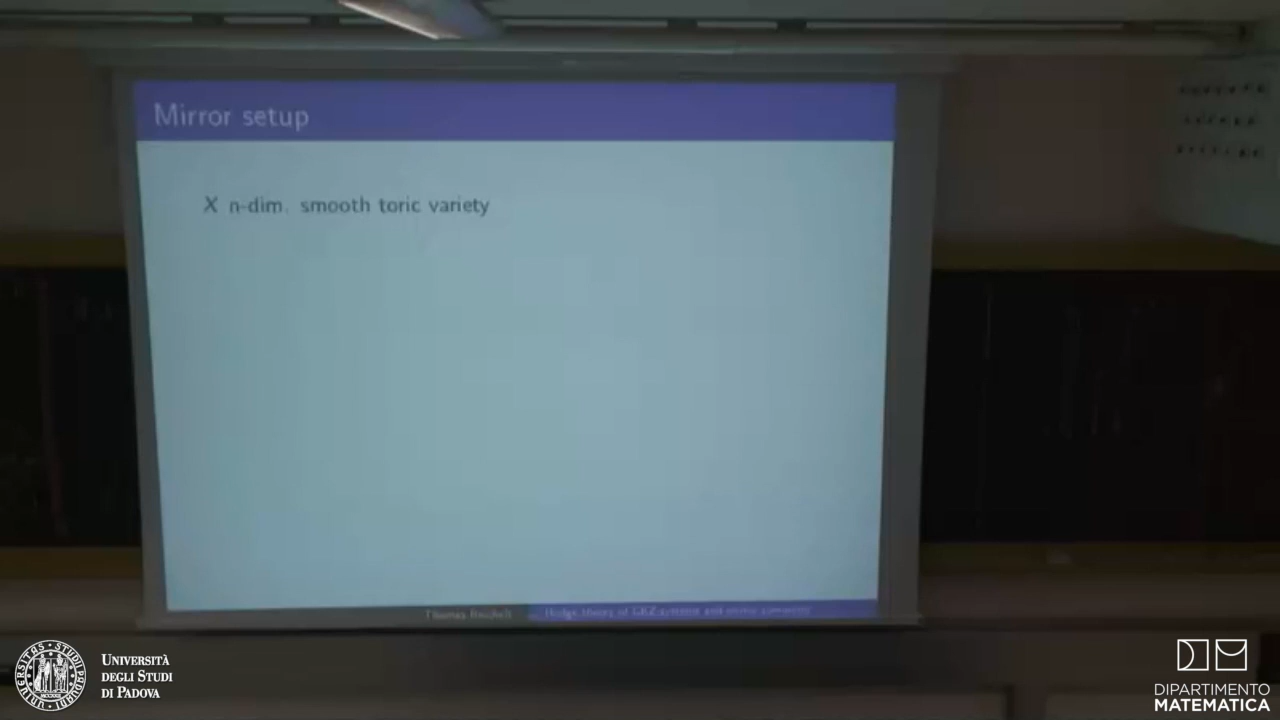 Mirror setup
X n-dim. smooth toric variety
Thomas Reichelt
Hodge theory of GKZ-systems and mirror symmetry
UNIVERSITÀ
DEGLI STUDI
DI PADOVA
DIPARTIMENTO
MATEMATICA